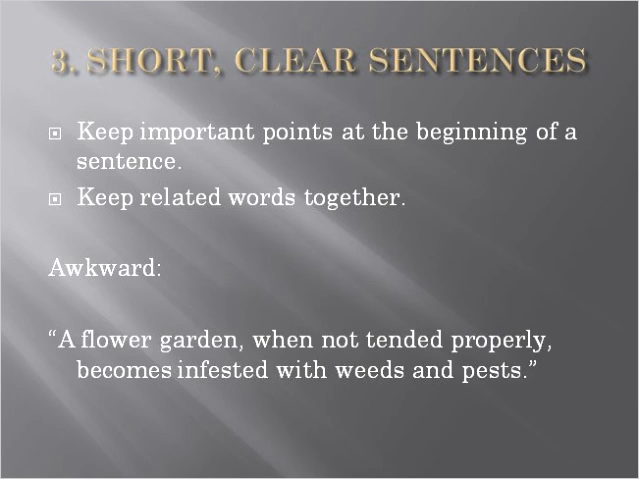 3. SHORT, CLEAR SENTENCES
Keep important points at the beginning of a
sentence.
Keep related words together.
Awkward:
“A flower garden, when not tended properly,
becomes infested with weeds and pests.”